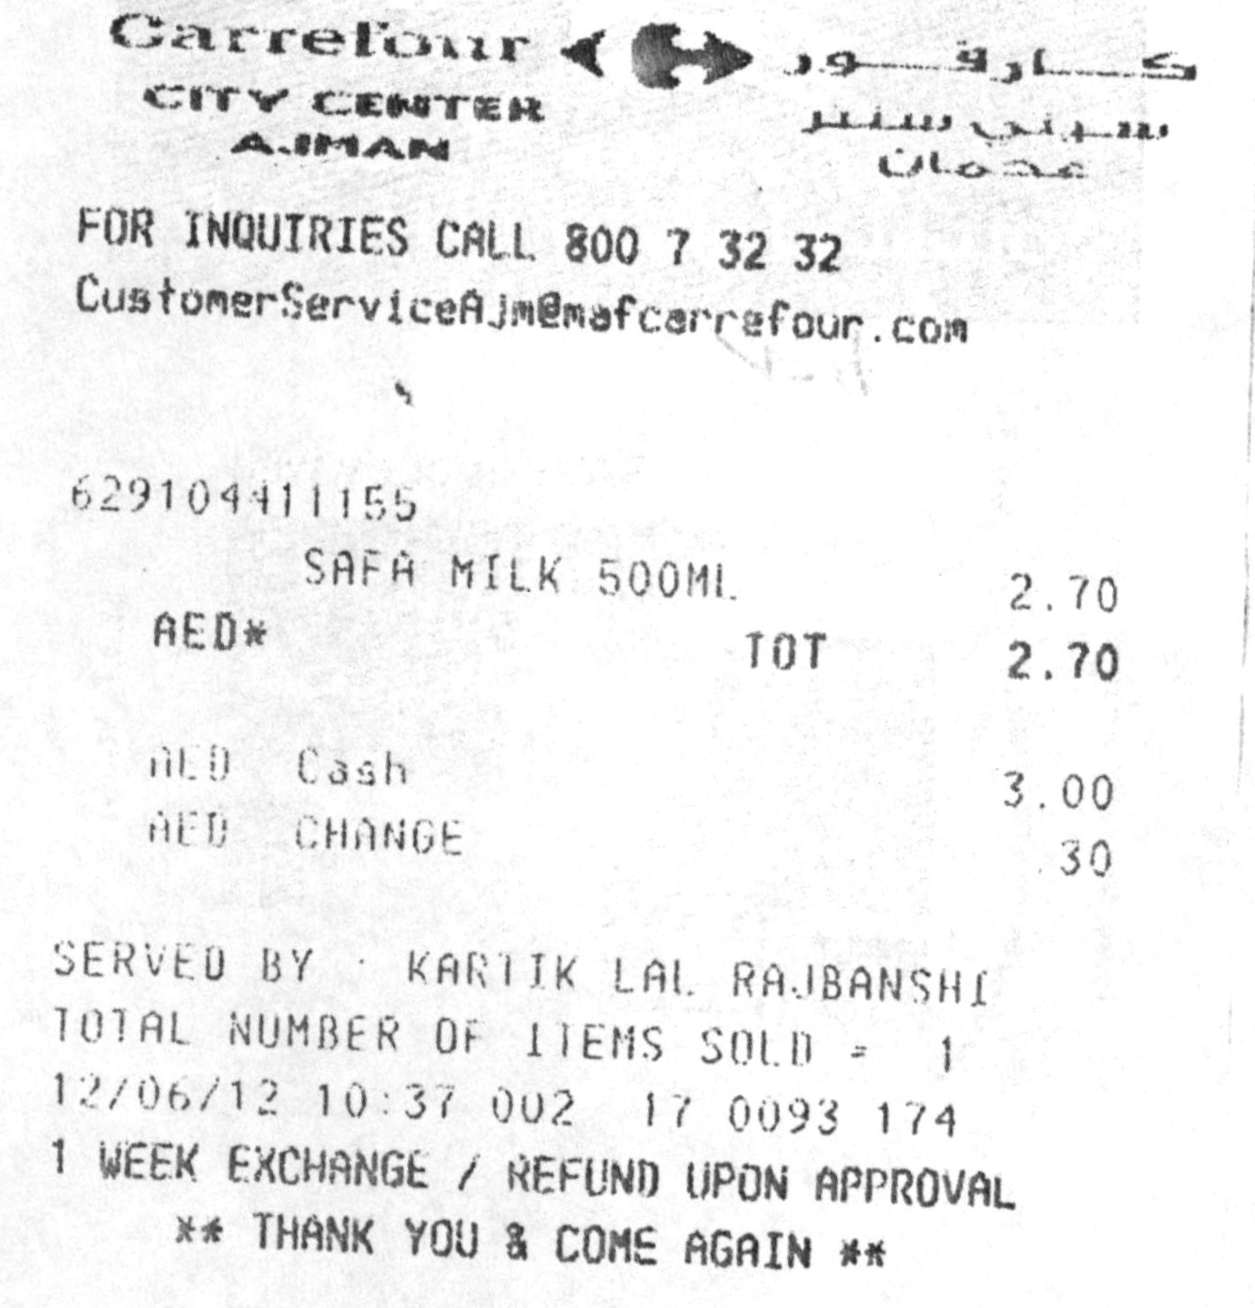 Carrefour كارفور
CITY CENTER سيتي سنتر
AJMAN عجمان
FOR INQUIRIES CALL 800 7 32 32
CustomerServiceAjm@mafcarrefour.com
629104411155
SAFA MILK 500ML 2.70
AED* TOT 2.70
AED Cash 3.00
AED CHANGE .30
SERVED BY : KARTIK LAL RAJBANSHI
TOTAL NUMBER OF ITEMS SOLD = 1
12/06/12 10:37 002 17 0093 174
1 WEEK EXCHANGE / REFUND UPON APPROVAL
** THANK YOU & COME AGAIN **